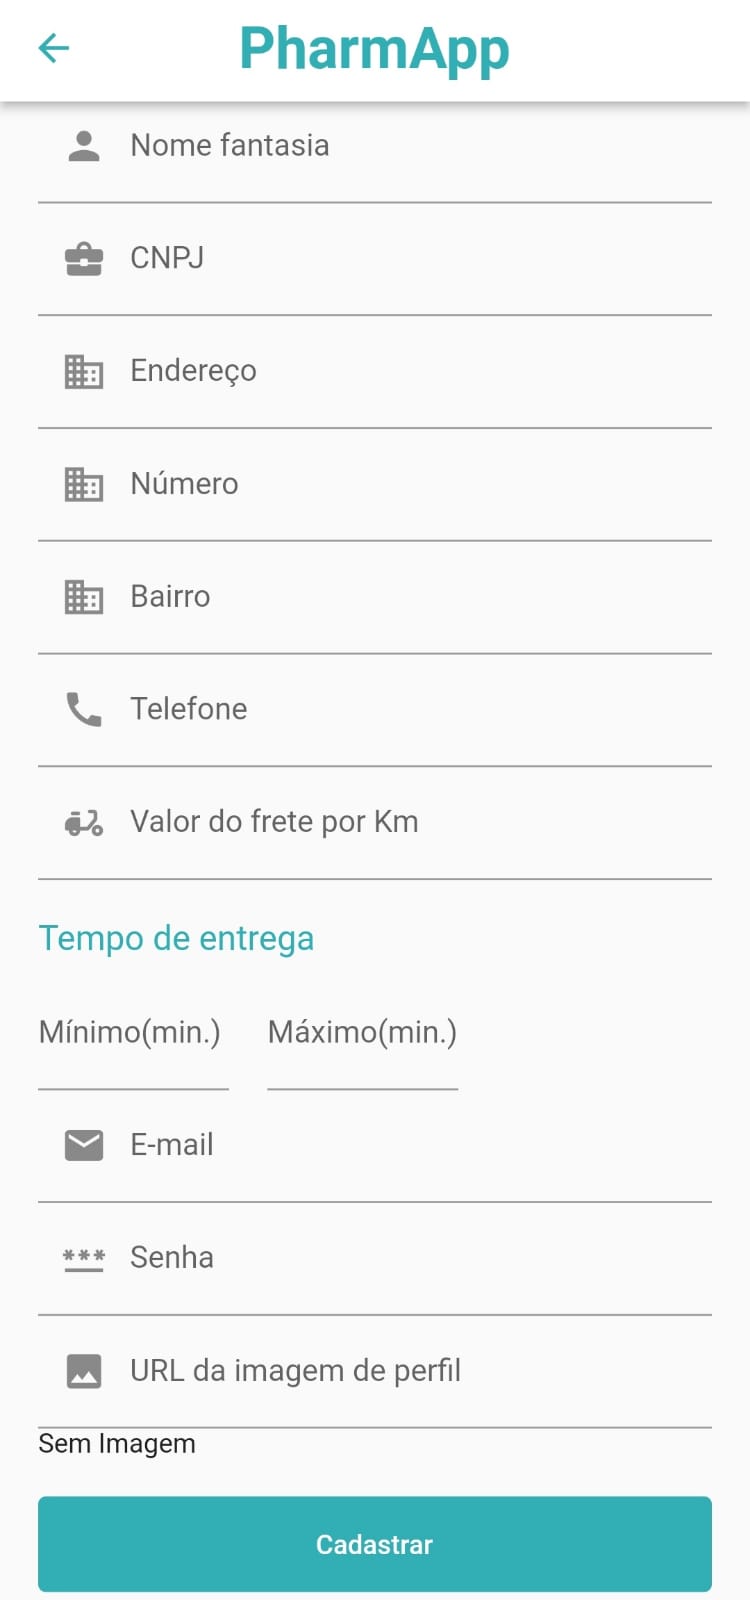 PharmApp
Nome fantasia
CNPJ
Endereço
Número
Bairro
Telefone
Valor do frete por Km
Tempo de entrega
Mínimo(min.) Máximo(min.)
E-mail
*** Senha
URL da imagem de perfil
Sem Imagem
Cadastrar